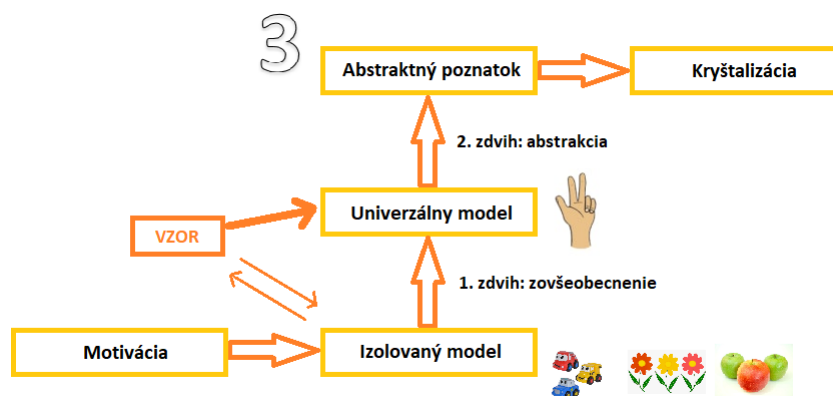 3
Abstraktný poznatok
Kryštalizácia
2. zdvih: abstrakcia
Univerzálny model
VZOR
1. zdvih: zovšeobecnenie
Motivácia
Izolovaný model